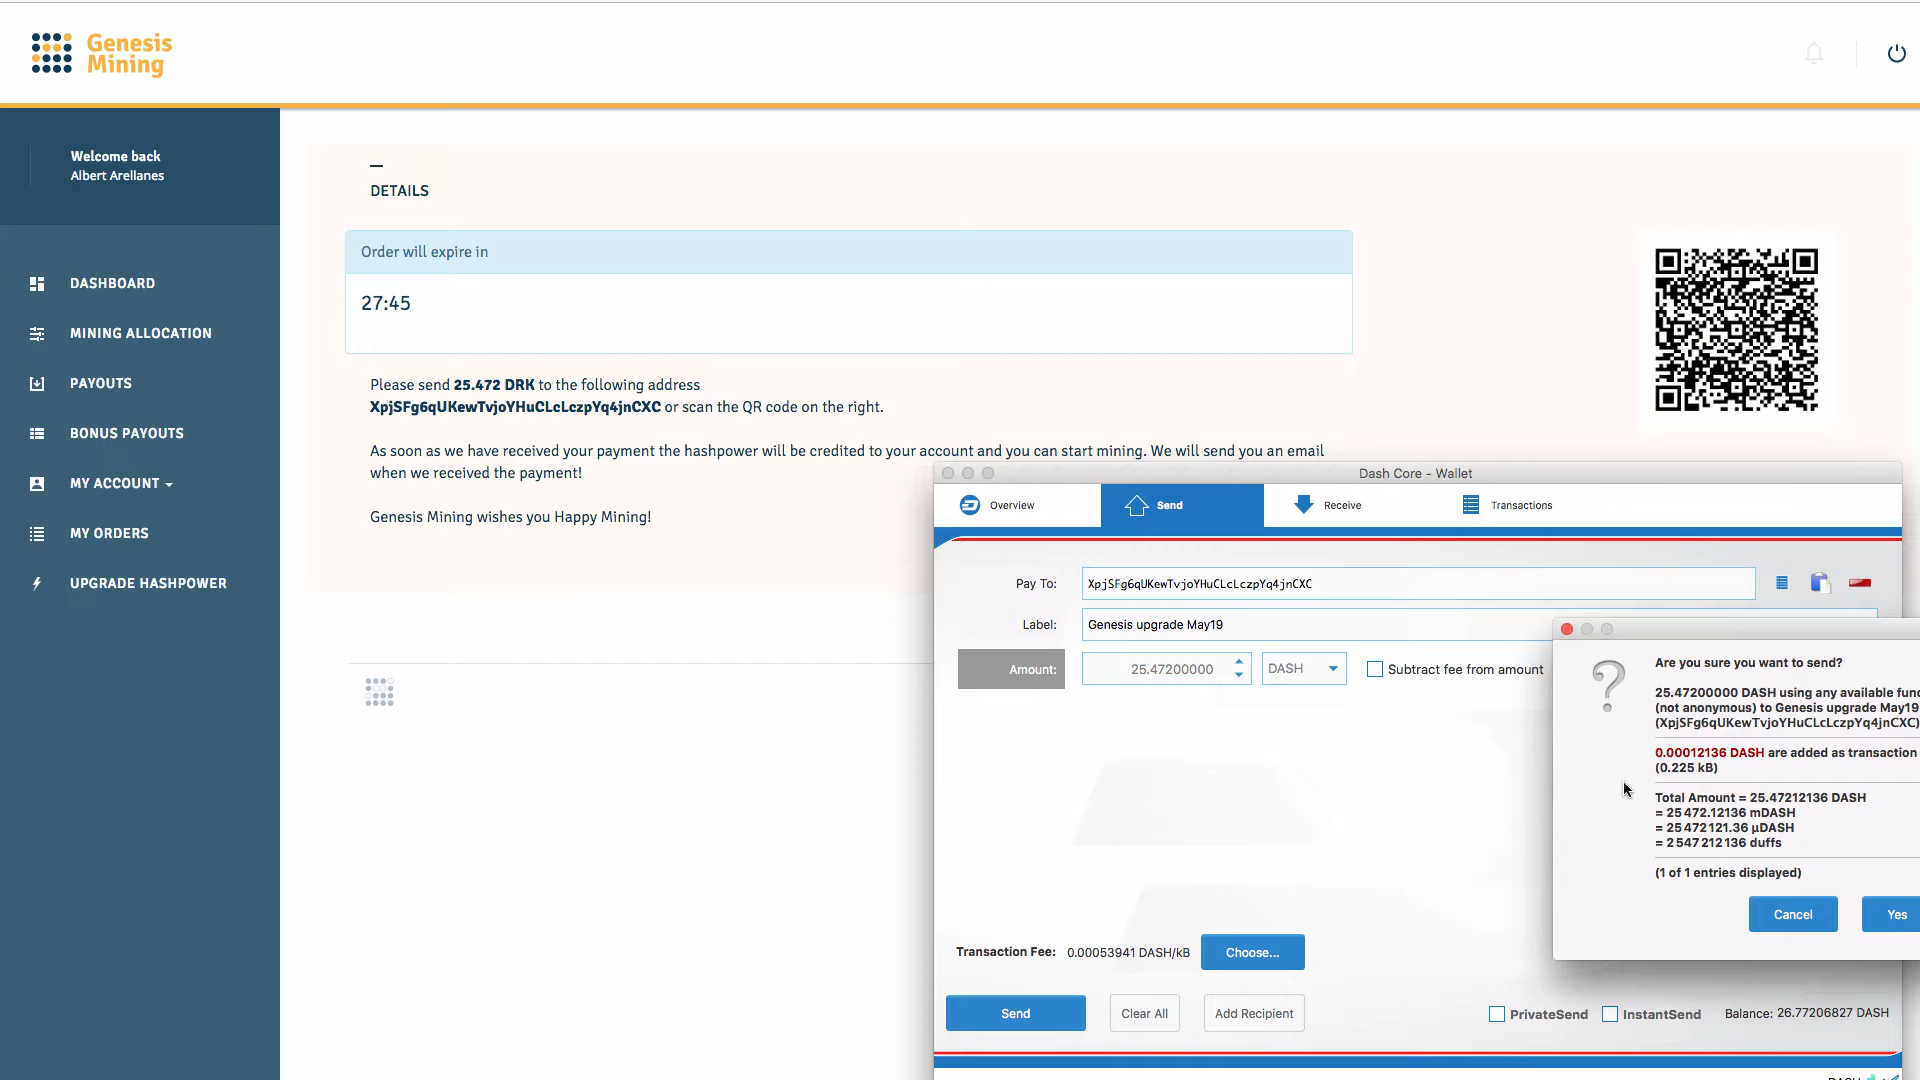 Genesis
Mining
Welcome back
Albert Arellanes
DASHBOARD
MINING ALLOCATION
PAYOUTS
BONUS PAYOUTS
MY ACCOUNT
MY ORDERS
UPGRADE HASHPOWER
DETAILS
Order will expire in
27:45
Please send 25.472 DRK to the following address
XpjSFg6qUKewTvjoYHuCLcLczpYq4jnCXC or scan the QR code on the right.
As soon as we have received your payment the hashpower will be credited to your account and you can start mining. We will send you an email
when we received the payment!
Genesis Mining wishes you Happy Mining!
Dash Core - Wallet
Overview
Send
Receive
Transactions
Pay To: XpjSFg6qUKewTvjoYHuCLcLczpYq4jnCXC
Label: Genesis upgrade May19
Amount: 25.47200000 DASH Subtract fee from amount
Are you sure you want to send?
25.47200000 DASH using any available
(not anonymous) to Genesis upgrade May19
(XpjSFg6qUKewTvjoYHuCLcLczpYq4jnCXC)
0.00012136 DASH are added as transaction
(0.225 kB)
Total Amount = 25.47212136 DASH
= 25 472.12136 mDASH
= 25 472 121.36 µDASH
= 2 547 212 136 duffs
(1 of 1 entries displayed)
Cancel
Yes
Transaction Fee: 0.00053941 DASH/kB Choose...
Send
Clear All
Add Recipient
PrivateSend
InstantSend
Balance: 26.77206827 DASH